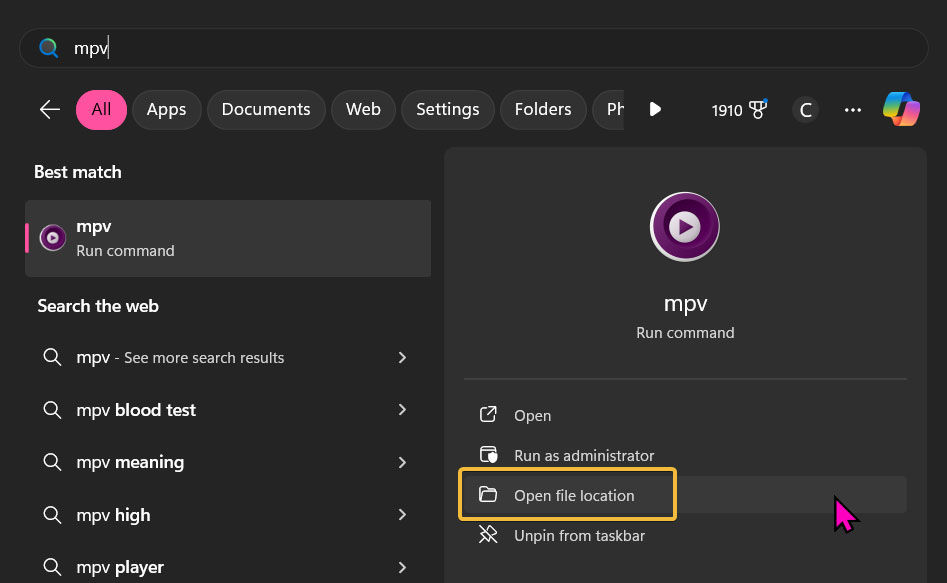 mpv
All Apps Documents Web Settings Folders Ph 1910 C
Best match
mpv
Run command
Search the web
mpv - See more search results
mpv blood test
mpv meaning
mpv high
mpv player
mpv
Run command
Open
Run as administrator
Open file location
Unpin from taskbar